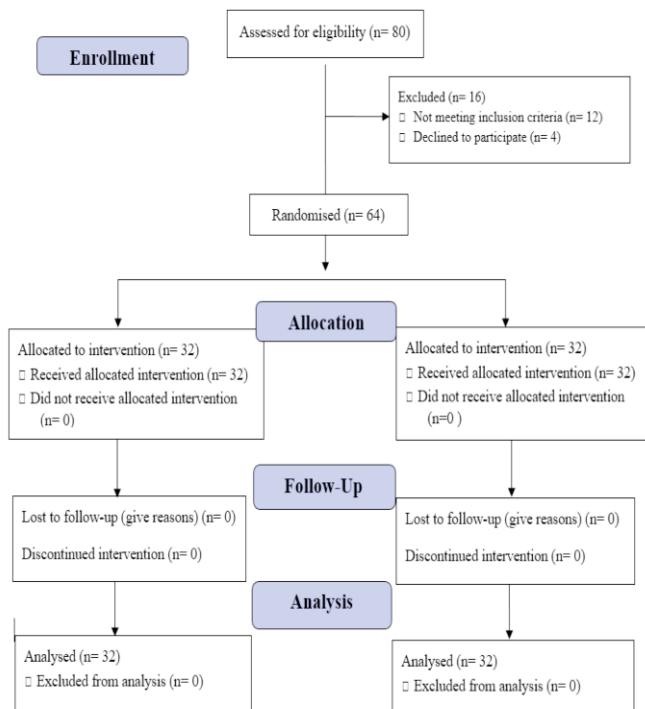 Assessed for eligibility (n= 80)
Enrollment
Excluded (n= 16)
□ Not meeting inclusion criteria (n= 12)
□ Declined to participate (n= 4)
Randomised (n= 64)
Allocation
Allocated to intervention (n= 32)
□ Received allocated intervention (n= 32)
□ Did not receive allocated intervention
(n= 0)
Allocated to intervention (n= 32)
□ Received allocated intervention (n= 32)
□ Did not receive allocated intervention
(n=0 )
Follow-Up
Lost to follow-up (give reasons) (n= 0)
Discontinued intervention (n= 0)
Lost to follow-up (give reasons) (n= 0)
Discontinued intervention (n= 0)
Analysis
Analysed (n= 32)
□ Excluded from analysis (n= 0)
Analysed (n= 32)
□ Excluded from analysis (n= 0)